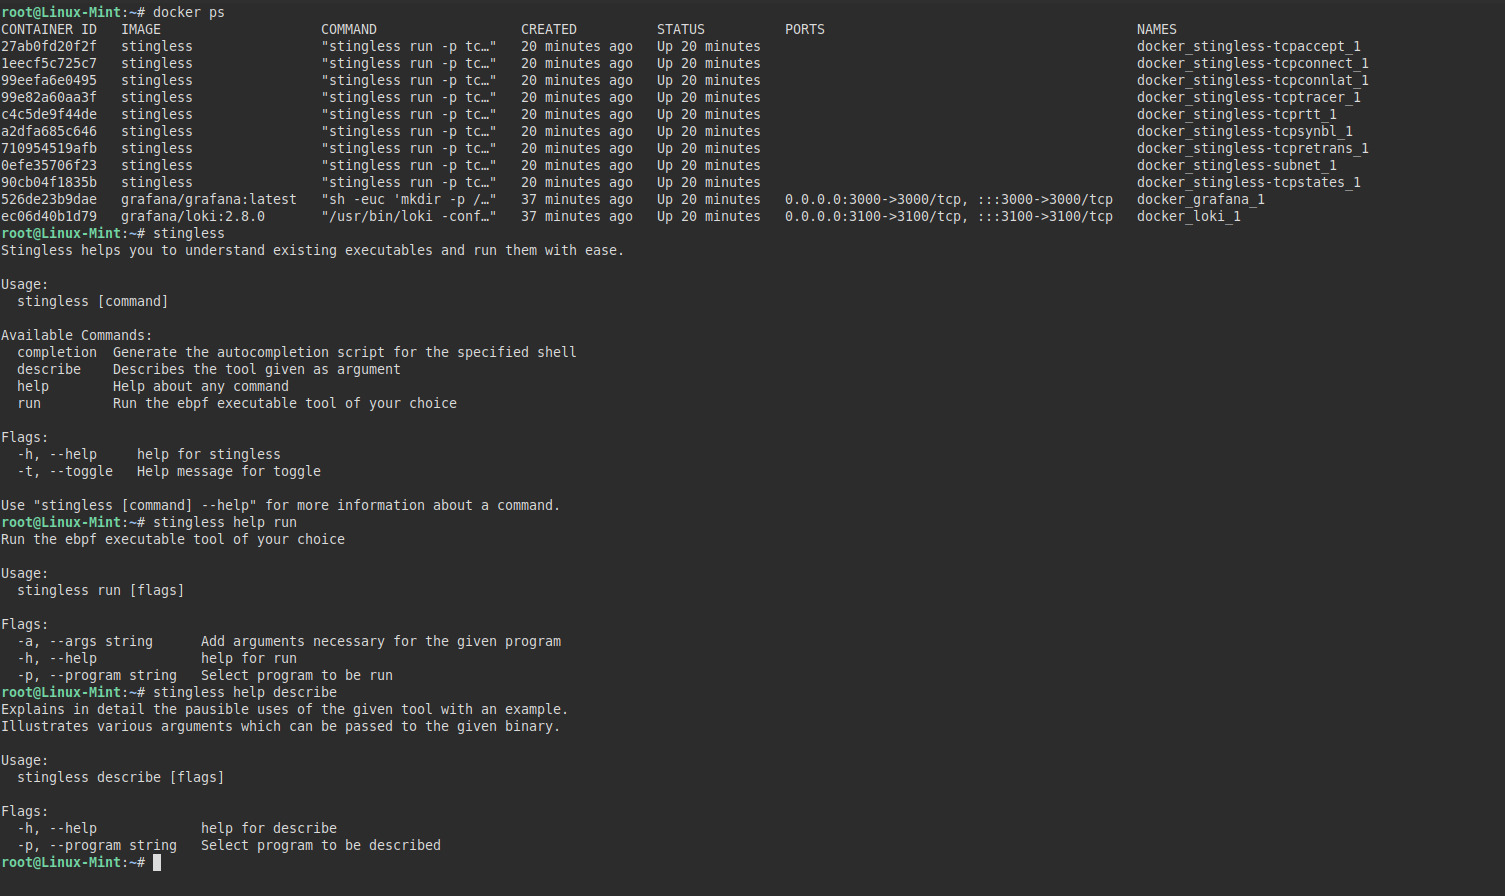 root@Linux-Mint:~# docker ps
CONTAINER ID   IMAGE                    COMMAND                  CREATED          STATUS          PORTS                                       NAMES
27ab0fd20f2f   stingless                "stingless run -p tc…"   20 minutes ago   Up 20 minutes                                               docker_stingless-tcpaccept_1
1eecf5c725c7   stingless                "stingless run -p tc…"   20 minutes ago   Up 20 minutes                                               docker_stingless-tcpconnect_1
99eefa6e0495   stingless                "stingless run -p tc…"   20 minutes ago   Up 20 minutes                                               docker_stingless-tcpconnlat_1
99e82a60aa3f   stingless                "stingless run -p tc…"   20 minutes ago   Up 20 minutes                                               docker_stingless-tcptracer_1
c4c5de9f44de   stingless                "stingless run -p tc…"   20 minutes ago   Up 20 minutes                                               docker_stingless-tcprtt_1
a2dfa685c646   stingless                "stingless run -p tc…"   20 minutes ago   Up 20 minutes                                               docker_stingless-tcpsynbl_1
710954519afb   stingless                "stingless run -p tc…"   20 minutes ago   Up 20 minutes                                               docker_stingless-tcpretrans_1
0efe35706f23   stingless                "stingless run -p tc…"   20 minutes ago   Up 20 minutes                                               docker_stingless-subnet_1
90cb04f1835b   stingless                "stingless run -p tc…"   20 minutes ago   Up 20 minutes                                               docker_stingless-tcpstates_1
526de23b9dae   grafana/grafana:latest   "sh -euc 'mkdir -p /…"   37 minutes ago   Up 20 minutes   0.0.0.0:3000->3000/tcp, :::3000->3000/tcp   docker_grafana_1
ec06d40b1d79   grafana/loki:2.8.0       "/usr/bin/loki -conf…"   37 minutes ago   Up 20 minutes   0.0.0.0:3100->3100/tcp, :::3100->3100/tcp   docker_loki_1
root@Linux-Mint:~# stingless
Stingless helps you to understand existing executables and run them with ease.

Usage:
  stingless [command]

Available Commands:
  completion  Generate the autocompletion script for the specified shell
  describe    Describes the tool given as argument
  help        Help about any command
  run         Run the ebpf executable tool of your choice

Flags:
  -h, --help     help for stingless
  -t, --toggle   Help message for toggle

Use "stingless [command] --help" for more information about a command.
root@Linux-Mint:~# stingless help run
Run the ebpf executable tool of your choice

Usage:
  stingless run [flags]

Flags:
  -a, --args string      Add arguments necessary for the given program
  -h, --help             help for run
  -p, --program string   Select program to be run
root@Linux-Mint:~# stingless help describe
Explains in detail the pausible uses of the given tool with an example.
Illustrates various arguments which can be passed to the given binary.

Usage:
  stingless describe [flags]

Flags:
  -h, --help             help for describe
  -p, --program string   Select program to be described
root@Linux-Mint:~#